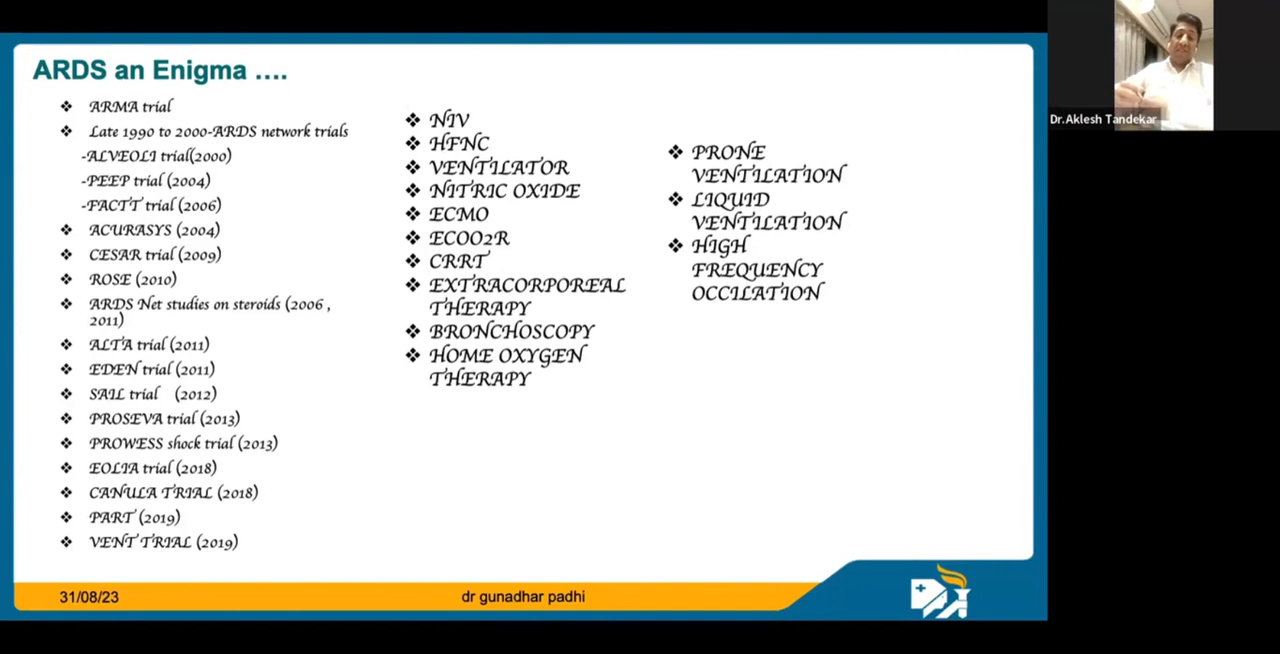 ARDS an Enigma ....
ARMA trial
Late 1990 to 2000-ARDS network trials
-ALVEOLI trial(2000)
-PEEP trial (2004)
-FACTT trial (2006)
ACURASYS (2004)
CESAR trial (2009)
ROSE (2010)
ARDS Net studies on steroids (2006 ,
2011)
ALTA trial (2011)
EDEN trial (2011)
SAIL trial (2012)
PROSEVA trial (2013)
PROWESS shock trial (2013)
EOLIA trial (2018)
CANULA TRIAL (2018)
PART (2019)
VENT TRIAL (2019)
NIV
HFNC
VENTILATOR
NITRIC OXIDE
ECMO
ECOO2R
CRRT
EXTRACORPOREAL
THERAPY
BRONCHOSCOPY
HOME OXYGEN
THERAPY
PRONE
VENTILATION
LIQUID
VENTILATION
HIGH
FREQUENCY
OCCILATION
31/08/23
dr gunadhar padhi
Dr.Aklesh Tandekar